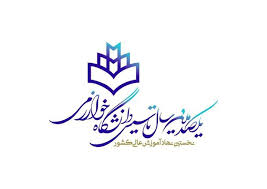 یکصدمین سال تاسیس دانشگاه خوارزمی
نخستین نهاد آموزش عالی کشور